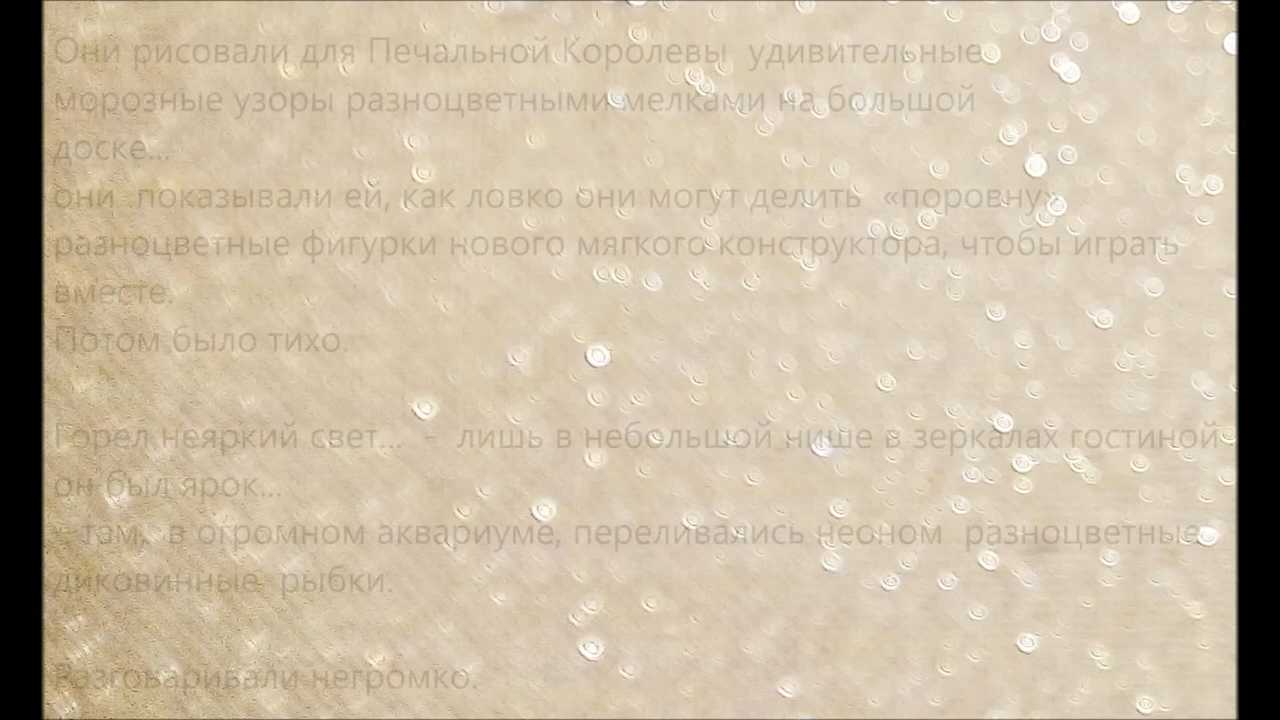 Они рисовали для Печальной Королевы удивительные
морозные узоры разноцветными мелками на большой
доске...
они показывали ей, как ловко они могут делить «поровну»
разноцветные фигурки нового мягкого конструктора, чтобы играть
вместе.
Потом было тихо.
Горел неяркий свет... - лишь в небольшой нише в зеркалах гостиной
он был ярок...
там, в огромном аквариуме, переливались неоном разноцветные
диковинные рыбки.
Разговаривали негромко.